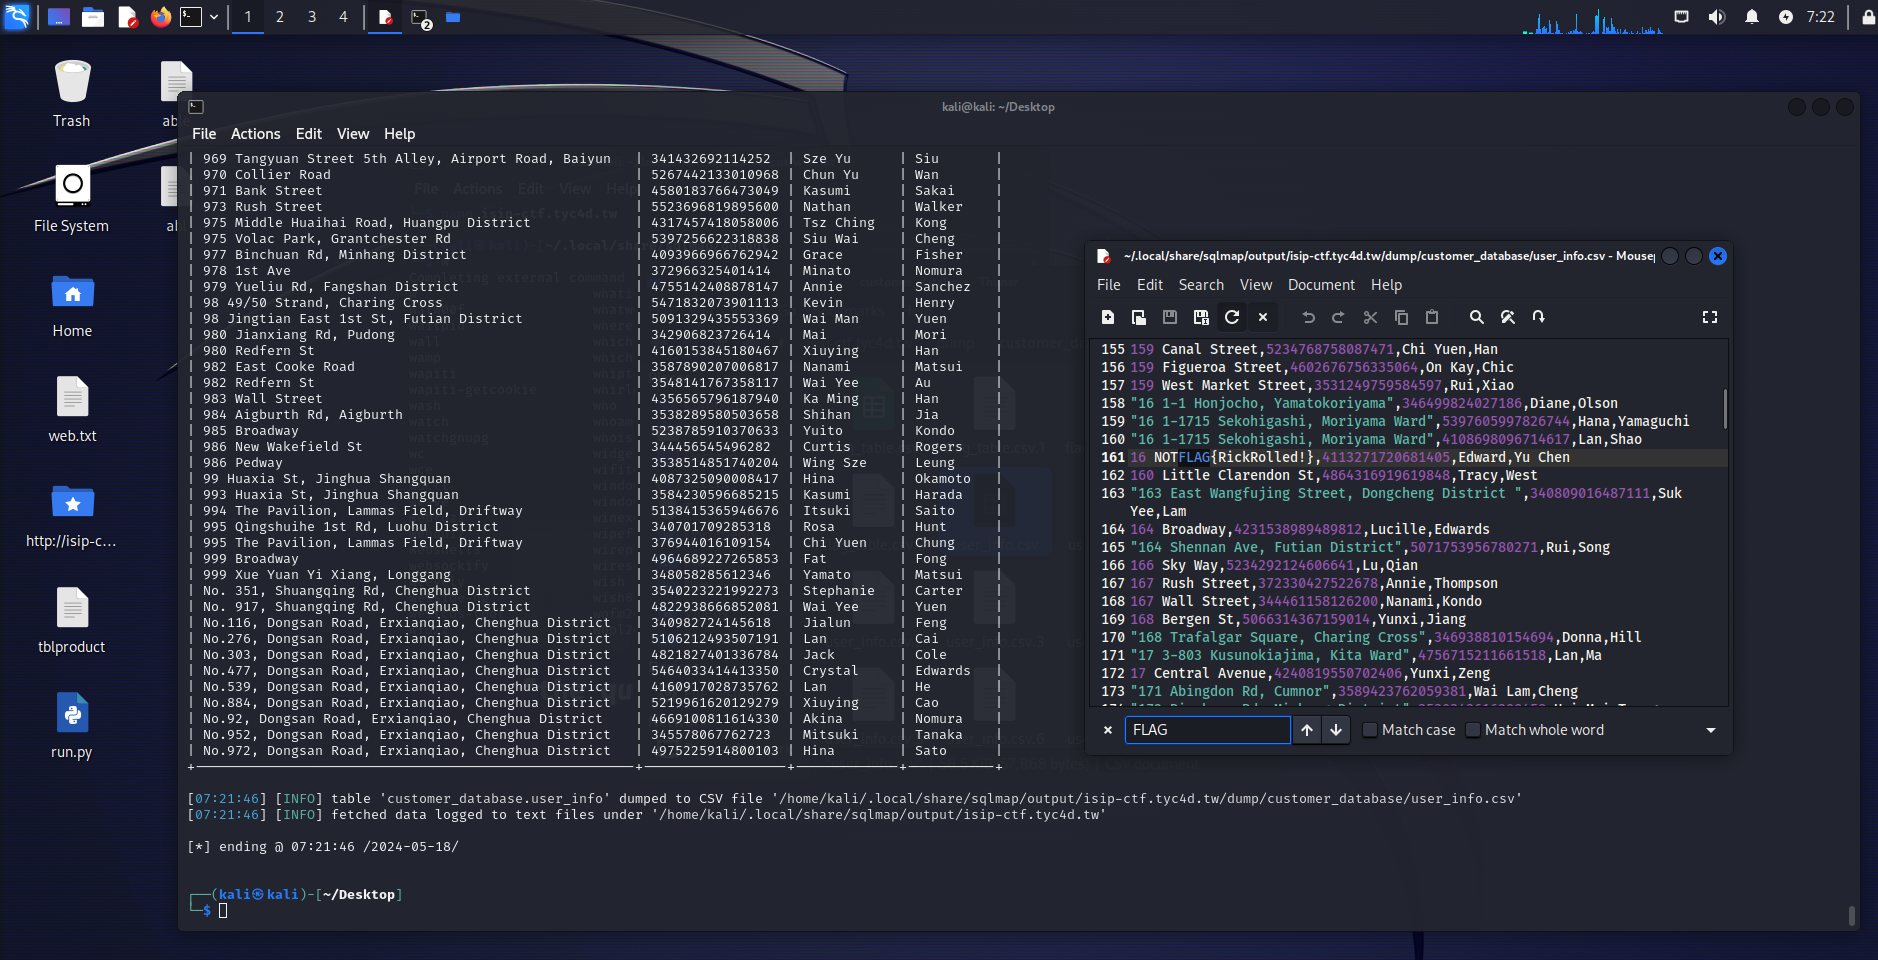 1 2 3 4
2
7:22
Trash
File System
Home
web.txt
http://isip-c...
tblproduct
run.py
kali@kali: ~/Desktop
File Actions Edit View Help
| 969 Tangyuan Street 5th Alley, Airport Road, Baiyun | 341432692114252 | Sze Yu | Siu |
| 970 Collier Road | 5267442133010968 | Chun Yu | Wan |
| 971 Bank Street | 4580183766473049 | Kasumi | Sakai |
| 973 Rush Street | 5523696819895600 | Nathan | Walker |
| 975 Middle Huaihai Road, Huangpu District | 4317457418058006 | Tsz Ching | Kong |
| 975 Volac Park, Grantchester Rd | 5397256622318838 | Siu Wai | Cheng |
| 977 Binchuan Rd, Minhang District | 4093966966762942 | Grace | Fisher |
| 978 1st Ave | 372966325401414 | Minato | Nomura |
| 979 Yueliu Rd, Fangshan District | 4755142408878147 | Annie | Sanchez |
| 98 49/50 Strand, Charing Cross | 5471832073901113 | Kevin | Henry |
| 98 Jingtian East 1st St, Futian District | 5091329435553369 | Wai Man | Yuen |
| 980 Jianxiang Rd, Pudong | 342906823726414 | Mai | Mori |
| 980 Redfern St | 4160153845180467 | Xiuying | Han |
| 982 East Cooke Road | 3587890207006817 | Nanami | Matsui |
| 982 Redfern St | 3548141767358117 | Wai Yee | Au |
| 983 Wall Street | 4356565796187940 | Ka Ming | Han |
| 984 Aigburth Rd, Aigburth | 3538289580503658 | Shihan | Jia |
| 985 Broadway | 5238785910370633 | Yuito | Kondo |
| 986 New Wakefield St | 344456545496282 | Curtis | Rogers |
| 986 Pedway | 3538514851740204 | Wing Sze | Leung |
| 99 Huaxia St, Jinghua Shangquan | 4087325090008417 | Hina | Okamoto |
| 993 Huaxia St, Jinghua Shangquan | 3584230596685215 | Kasumi | Harada |
| 994 The Pavilion, Lammas Field, Driftway | 5138415365946676 | Itsuki | Saito |
| 995 Qingshuihe 1st Rd, Luohu District | 340701709285318 | Rosa | Hunt |
| 995 The Pavilion, Lammas Field, Driftway | 376944016109154 | Chi Yuen | Chung |
| 999 Broadway | 4964689227265853 | Fat | Fong |
| 999 Xue Yuan Yi Xiang, Longgang | 348058285612346 | Yamato | Matsui |
| No. 351, Shuangqing Rd, Chenghua District | 3540223221992273 | Stephanie | Carter |
| No. 917, Shuangqing Rd, Chenghua District | 4822938666852081 | Wai Yee | Yuen |
| No.116, Dongsan Road, Erxianqiao, Chenghua District | 340982724145618 | Jialun | Feng |
| No.276, Dongsan Road, Erxianqiao, Chenghua District | 5106212493507191 | Lan | Cai |
| No.303, Dongsan Road, Erxianqiao, Chenghua District | 4821827401336784 | Jack | Cole |
| No.477, Dongsan Road, Erxianqiao, Chenghua District | 5464033414413350 | Crystal | Edwards |
| No.539, Dongsan Road, Erxianqiao, Chenghua District | 4160917028735762 | Lan | He |
| No.884, Dongsan Road, Erxianqiao, Chenghua District | 5219961620129279 | Xiuying | Cao |
| No.92, Dongsan Road, Erxianqiao, Chenghua District | 4669100811614330 | Akina | Nomura |
| No.952, Dongsan Road, Erxianqiao, Chenghua District | 345578067762723 | Mitsuki | Tanaka |
| No.972, Dongsan Road, Erxianqiao, Chenghua District | 4975225914800103 | Hina | Sato |
[07:21:46] [INFO] table 'customer_database.user_info' dumped to CSV file '/home/kali/.local/share/sqlmap/output/isip-ctf.tyc4d.tw/dump/customer_database/user_info.csv'
[07:21:46] [INFO] fetched data logged to text files under '/home/kali/.local/share/sqlmap/output/isip-ctf.tyc4d.tw'
[*] ending @ 07:21:46 /2024-05-18/
┌──(kali㉿kali)-[~/Desktop]
└─$
~/.local/share/sqlmap/output/isip-ctf.tyc4d.tw/dump/customer_database/user_info.csv - Mousep
File Edit Search View Document Help
155 159 Canal Street,5234768758087471,Chi Yuen,Han
156 159 Figueroa Street,4602676756335064,On Kay,Chic
157 159 West Market Street,3531249759584597,Rui,Xiao
158 "16 1-1 Honjocho, Yamatokoriyama",346499824027186,Diane,Olson
159 "16 1-1715 Sekohigashi, Moriyama Ward",5397605997826744,Hana,Yamaguchi
160 "16 1-1715 Sekohigashi, Moriyama Ward",4108698096714617,Lan,Shao
161 16 NOTFLAG{RickRolled!},4113271720681405,Edward,Yu Chen
162 160 Little Clarendon St,4864316919619848,Tracy,West
163 "163 East Wangfujing Street, Dongcheng District ",340809016487111,Suk
Yee,Lam
164 164 Broadway,4231538989489812,Lucille,Edwards
165 "164 Shennan Ave, Futian District",5071753956780271,Rui,Song
166 166 Sky Way,5234292124606641,Lu,Qian
167 167 Rush Street,372330427522678,Annie,Thompson
168 167 Wall Street,344461158126200,Nanami,Kondo
169 168 Bergen St,5066314367159014,Yunxi,Jiang
170 "168 Trafalgar Square, Charing Cross",346938810154694,Donna,Hill
171 "17 3-803 Kusunokiajima, Kita Ward",4756715211661518,Lan,Ma
172 17 Central Avenue,4240819550702406,Yunxi,Zeng
173 "171 Abingdon Rd, Cumnor",3589423762059381,Wai Lam,Cheng
FLAG
Match case
Match whole word